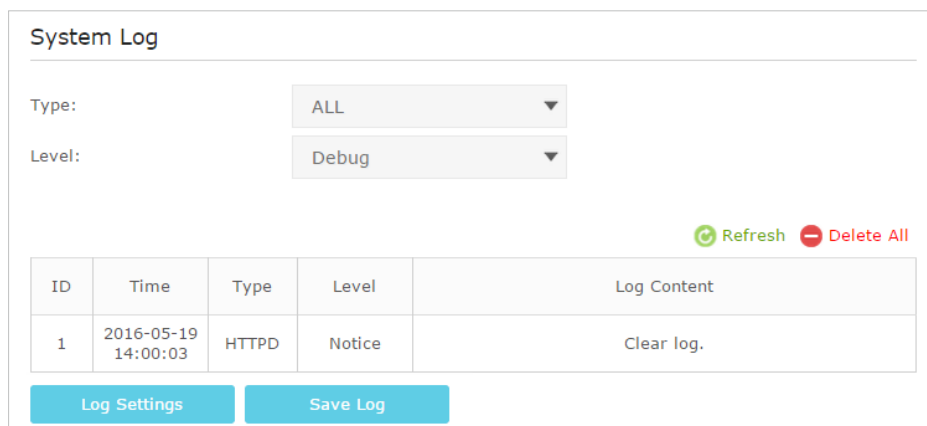 System Log
Type: ALL
Level: Debug
Refresh Delete All
ID Time Type Level Log Content
1 2016-05-19 14:00:03 HTTPD Notice Clear log.
Log Settings Save Log